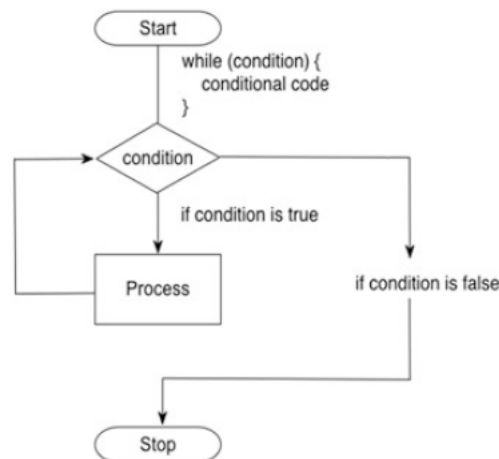 Start
while (condition) {
conditional code
}
condition
if condition is true
Process
if condition is false
Stop